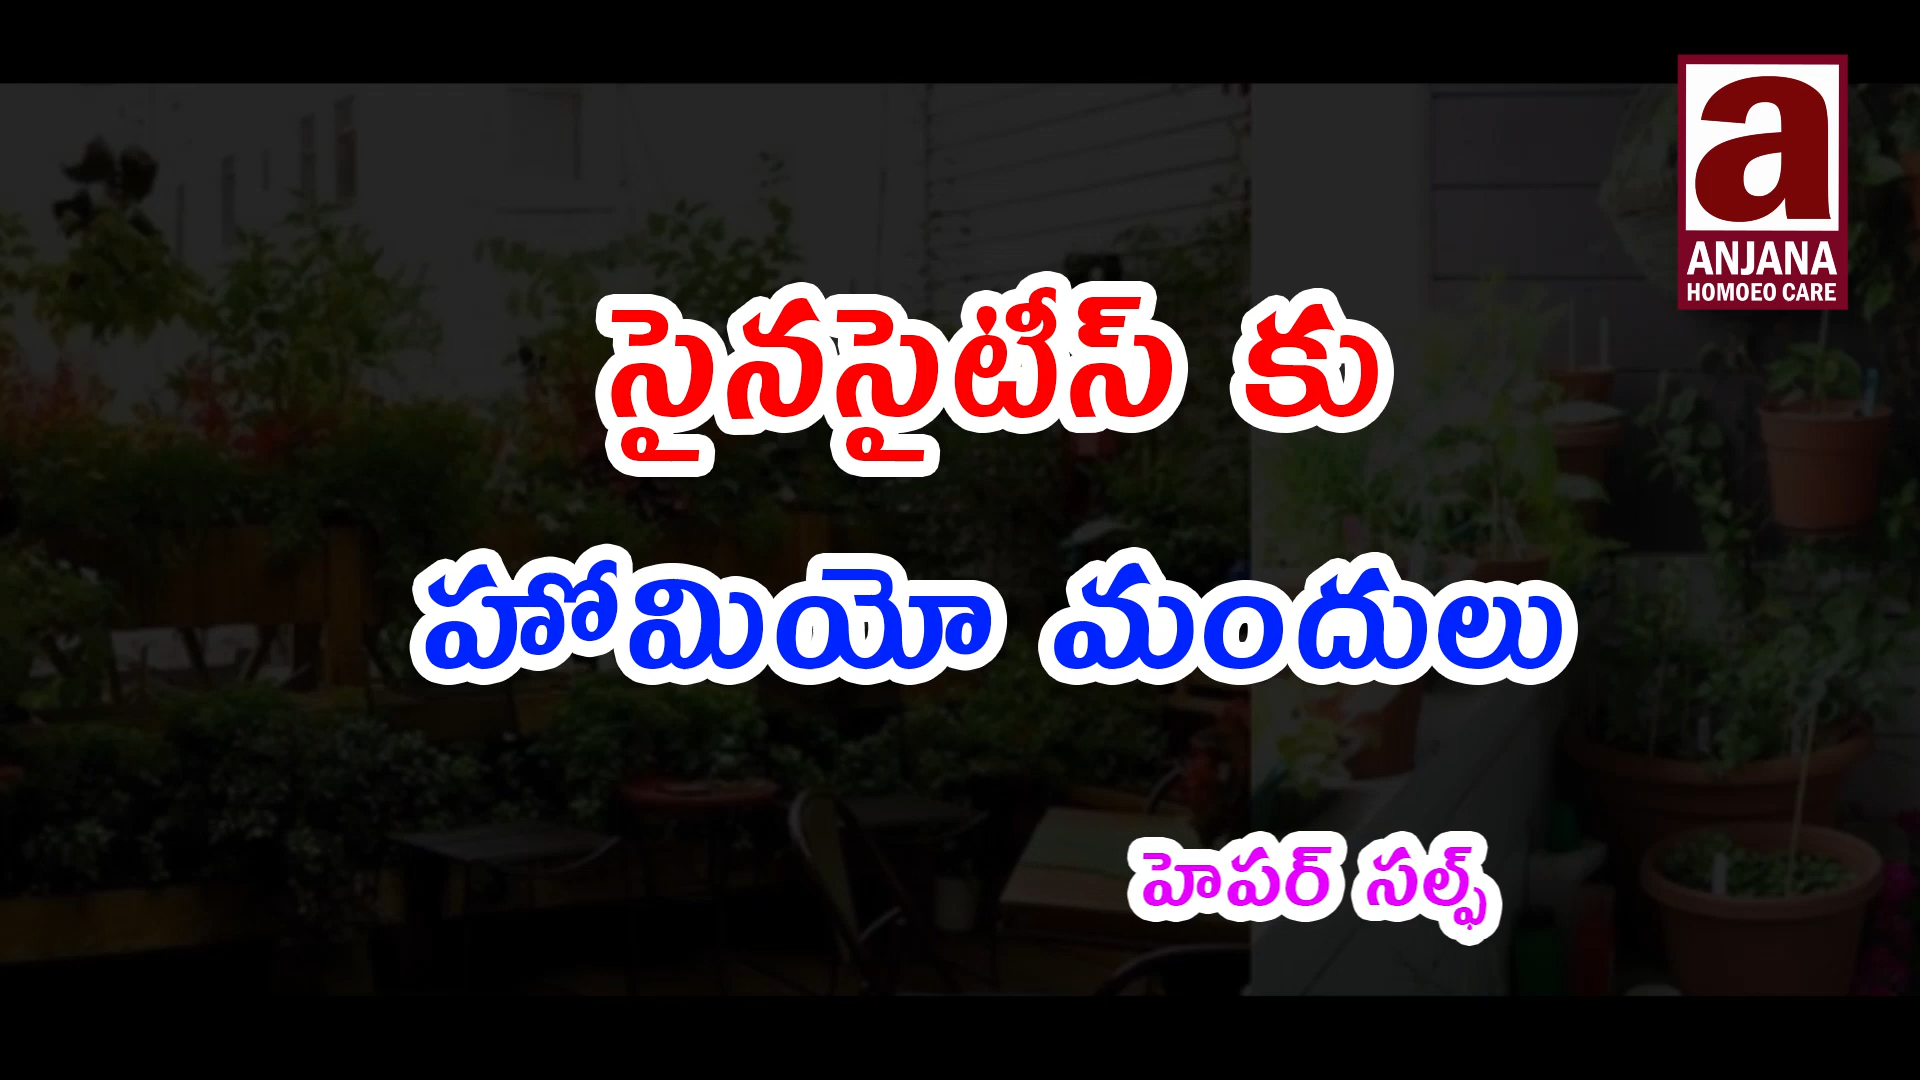 a
ANJANA
HOMOEO CARE
సైనసైటీస్ కు
హోమియో మందులు
హెపర్ సల్ఫ్